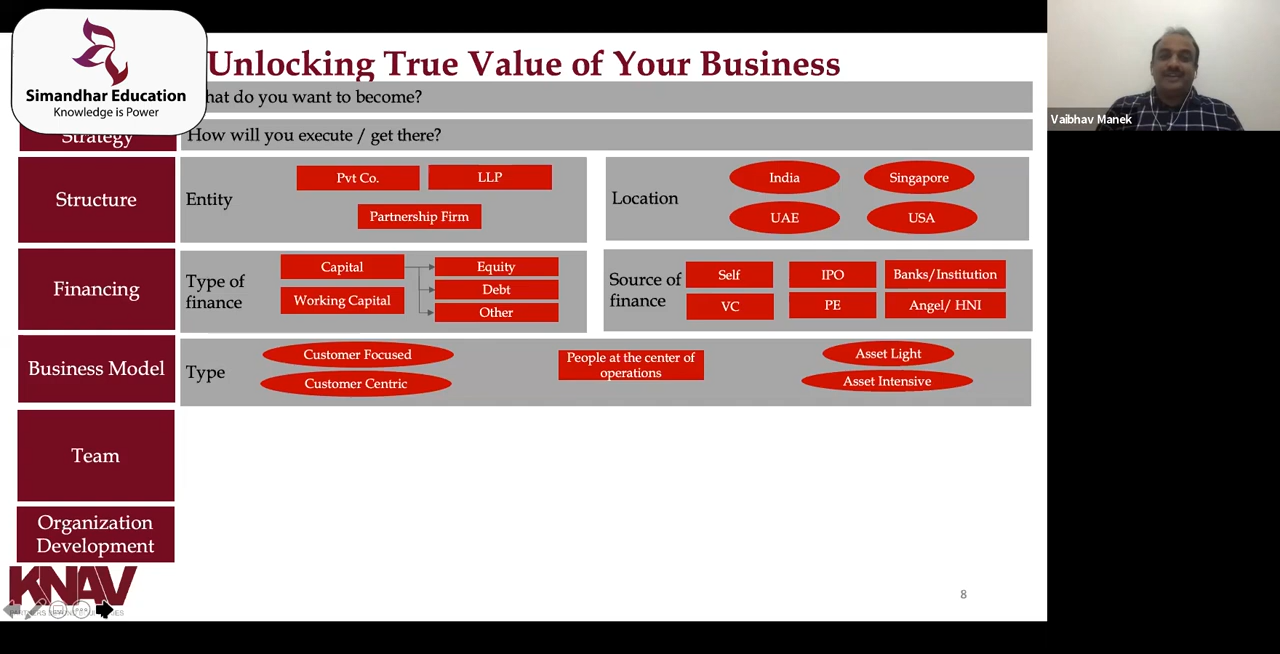 Simandhar Education
Knowledge is Power
Unlocking True Value of Your Business
hat do you want to become?
Strategy
How will you execute / get there?
Structure
Entity
Pvt Co.
LLP
Partnership Firm
Location
India
Singapore
UAE
USA
Financing
Type of
finance
Capital
Working Capital
Equity
Debt
Other
Source of
finance
Self
IPO
Banks/Institution
VC
PE
Angel/ HNI
Business Model
Type
Customer Focused
Customer Centric
People at the center of
operations
Asset Light
Asset Intensive
Team
Organization
Development
KNAV
8
Vaibhav Manek